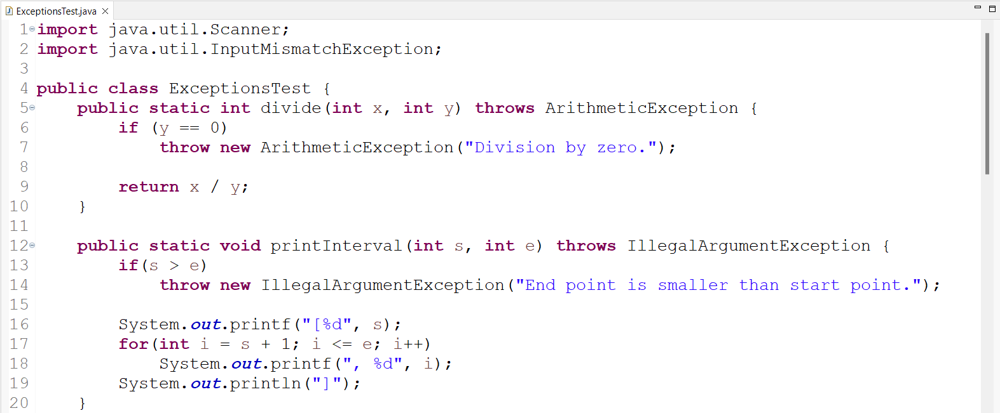 ExceptionsTest.java
1 import java.util.Scanner;
2 import java.util.InputMismatchException;
3
4 public class ExceptionsTest {
5     public static int divide(int x, int y) throws ArithmeticException {
6         if (y == 0)
7             throw new ArithmeticException("Division by zero.");
8
9         return x / y;
10     }
11
12     public static void printInterval(int s, int e) throws IllegalArgumentException {
13         if(s > e)
14             throw new IllegalArgumentException("End point is smaller than start point.");
15
16         System.out.printf("[%d", s);
17         for(int i = s + 1; i <= e; i++)
18             System.out.printf(", %d", i);
19         System.out.println("]");
20     }